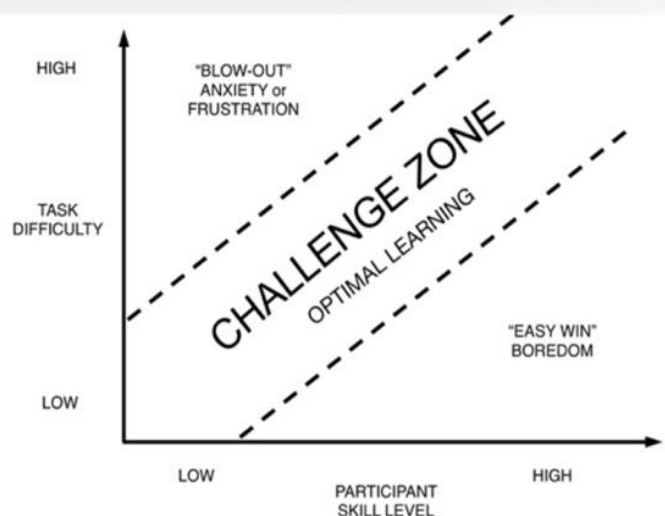 HIGH
"BLOW-OUT"
ANXIETY or
FRUSTRATION
TASK
DIFFICULTY
CHALLENGE ZONE
OPTIMAL LEARNING
"EASY WIN"
BOREDOM
LOW
LOW
HIGH
PARTICIPANT
SKILL LEVEL